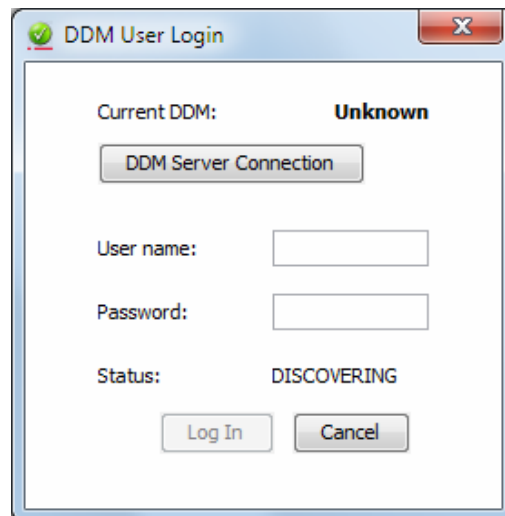 DDM User Login
Current DDM: Unknown
DDM Server Connection
User name:
Password:
Status: DISCOVERING
Log In Cancel